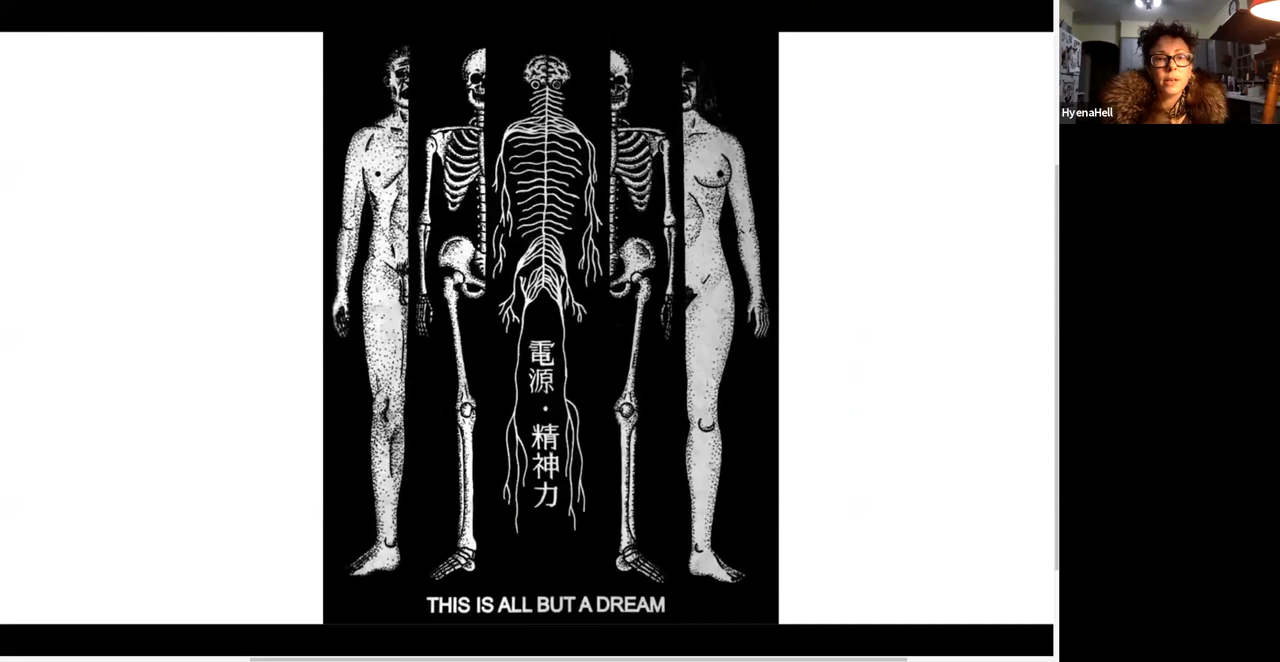 HyenaHell
電
源
・
精
神
力
THIS IS ALL BUT A DREAM